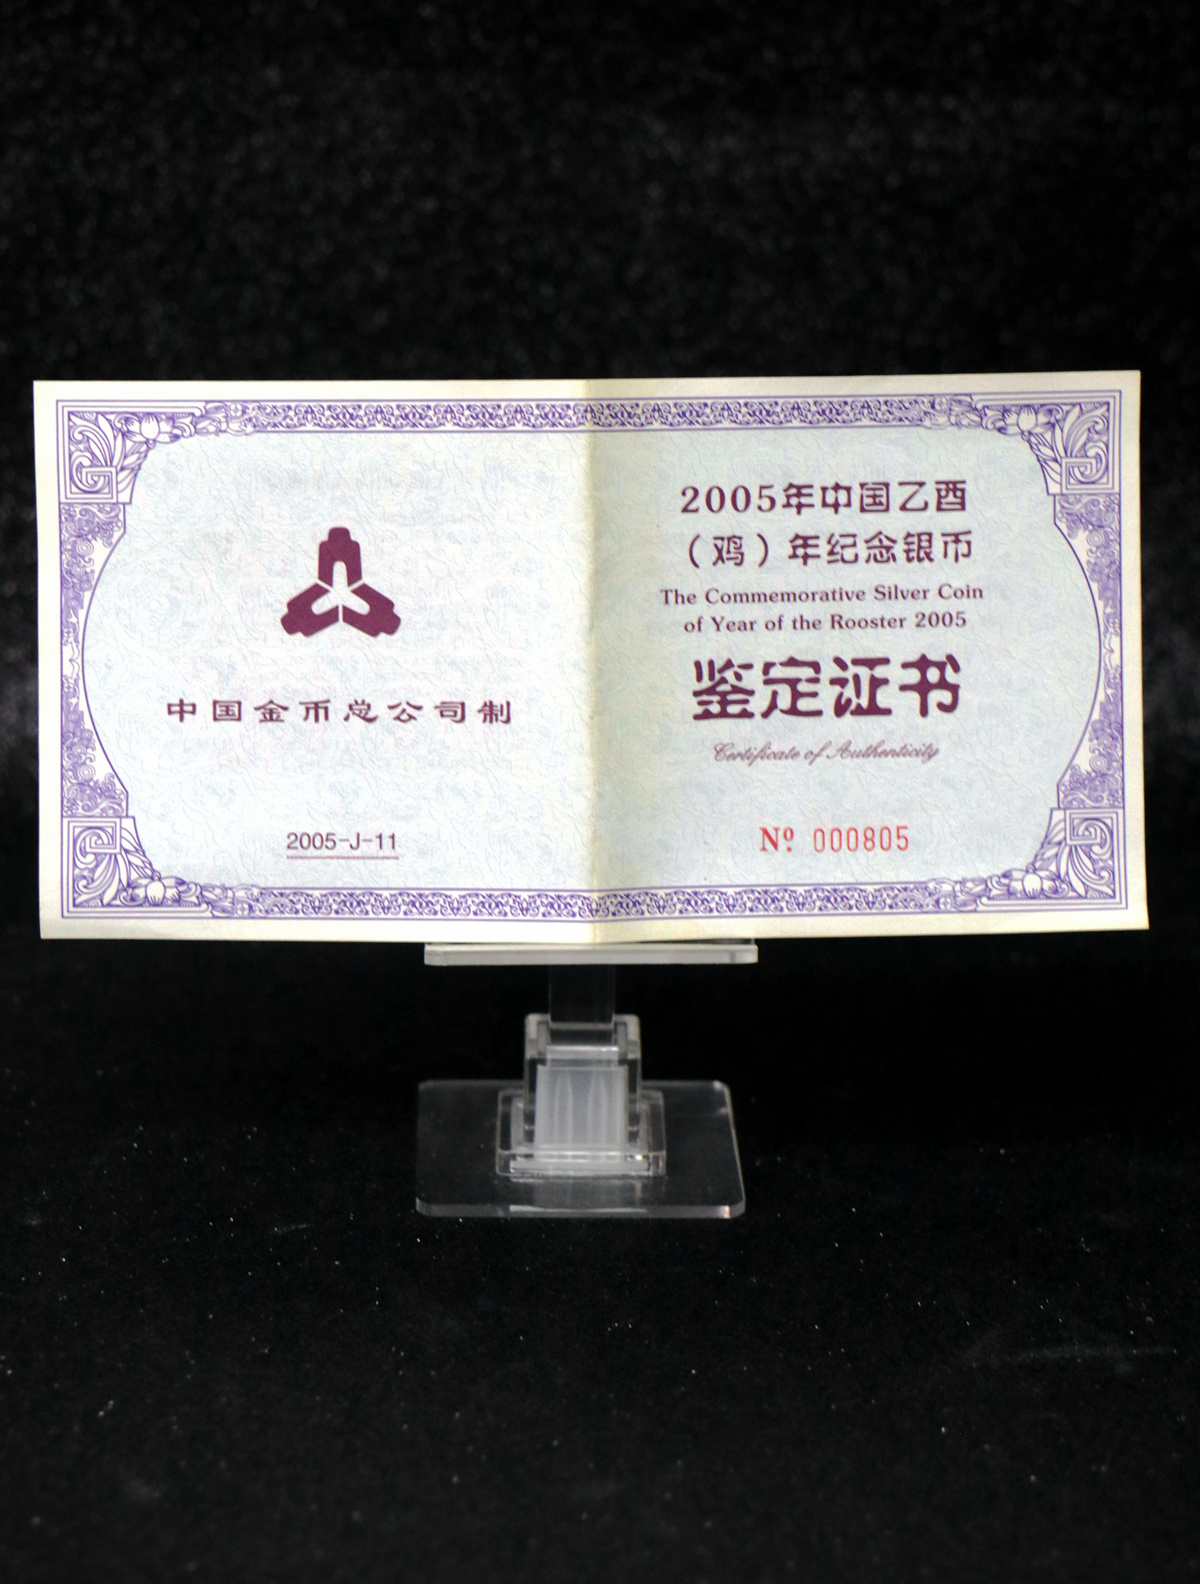 中国金币总公司制
2005-J-11
2005年中国乙酉
（鸡）年纪念银币
The Commemorative Silver Coin
of Year of the Rooster 2005
鉴定证书
Certificate of Authenticity
Nº 000805